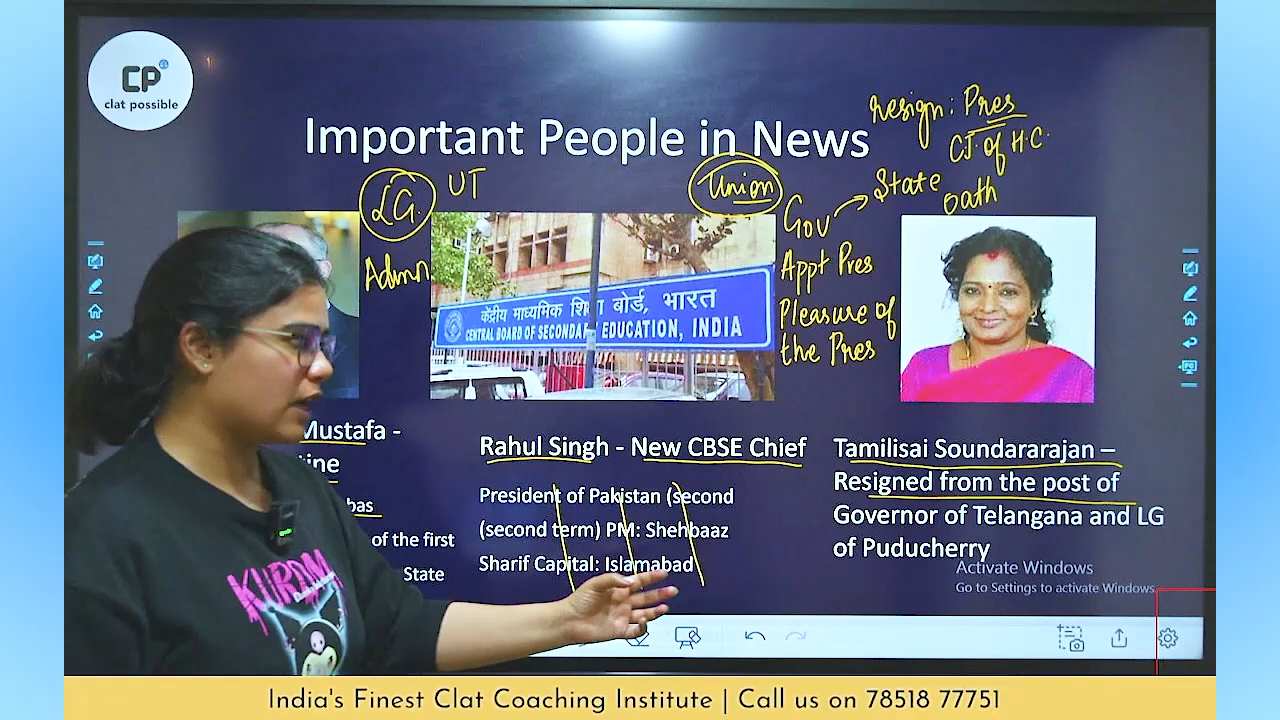 CP
clat possible
1
Important People in News
resign: Pres
CJ. of H.C.
LG. UT
Union
Gov → State
oath
Admn
Appt Pres
Pleasure of
the Pres
केंद्रीय माध्यमिक शिक्षा बोर्ड, भारत
CENTRAL BOARD OF SECONDARY EDUCATION, INDIA
Mustafa -
tine
bas
of the first
State
Rahul Singh - New CBSE Chief
President of Pakistan (second
(second term) PM: Shehbaaz
Sharif Capital: Islamabad
Tamilisai Soundararajan –
Resigned from the post of
Governor of Telangana and LG
of Puducherry
Activate Windows
Go to Settings to activate Windows.
KUROMI
India's Finest Clat Coaching Institute | Call us on 78518 77751